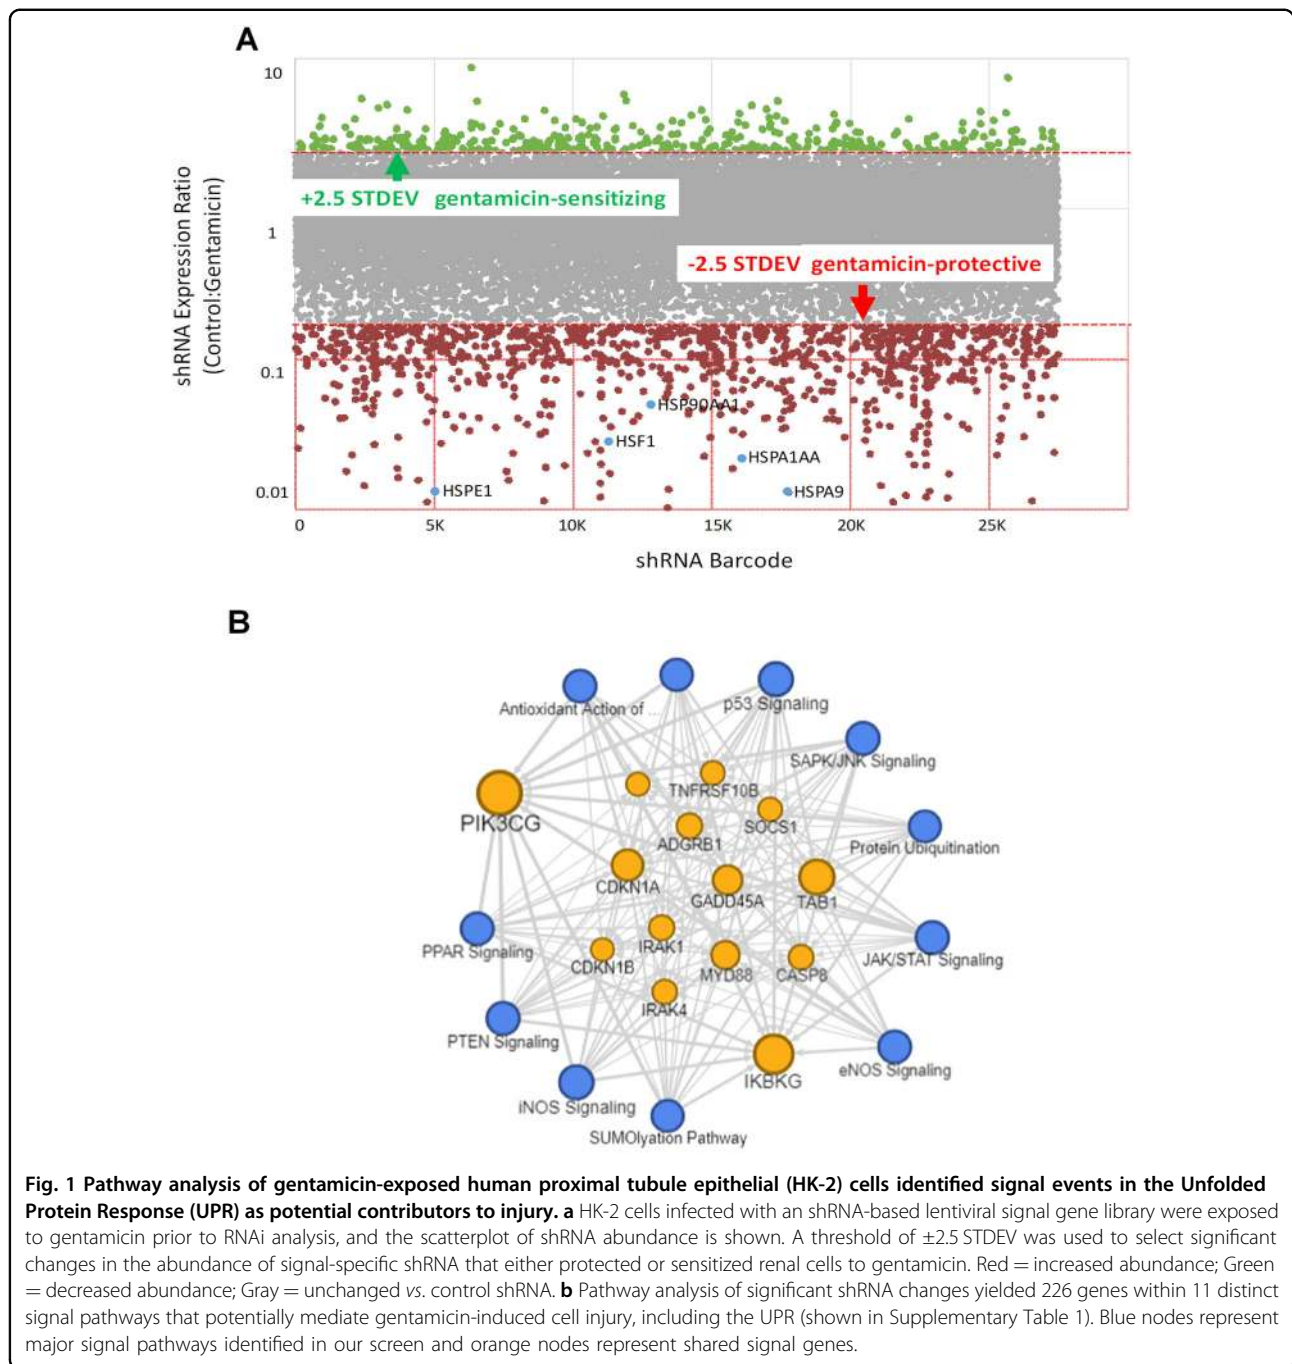 A
10
1
0.1
0.01
shRNA Expression Ratio
(Control:Gentamicin)
+2.5 STDEV gentamicin-sensitizing
-2.5 STDEV gentamicin-protective
HSP90AA1
HSF1
HSPA1AA
HSPE1
HSPA9
0 5K 10K 15K 20K 25K
shRNA Barcode
B
Antioxidant Action of ...
p53 Signaling
SAPK/JNK Signaling
TNFRSF10B
PIK3CG
SOCS1
ADGRB1
Protein Ubiquitination
CDKN1A
GADD45A
TAB1
PPAR Signaling
IRAK1
JAK/STAT Signaling
CDKN1B
MYD88
CASP8
IRAK4
PTEN Signaling
eNOS Signaling
IKBKG
iNOS Signaling
SUMOlyation Pathway
Fig. 1 Pathway analysis of gentamicin-exposed human proximal tubule epithelial (HK-2) cells identified signal events in the Unfolded
Protein Response (UPR) as potential contributors to injury. a HK-2 cells infected with an shRNA-based lentiviral signal gene library were exposed
to gentamicin prior to RNAi analysis, and the scatterplot of shRNA abundance is shown. A threshold of ±2.5 STDEV was used to select significant
changes in the abundance of signal-specific shRNA that either protected or sensitized renal cells to gentamicin. Red = increased abundance; Green
= decreased abundance; Gray = unchanged vs. control shRNA. b Pathway analysis of significant shRNA changes yielded 226 genes within 11 distinct
signal pathways that potentially mediate gentamicin-induced cell injury, including the UPR (shown in Supplementary Table 1). Blue nodes represent
major signal pathways identified in our screen and orange nodes represent shared signal genes.